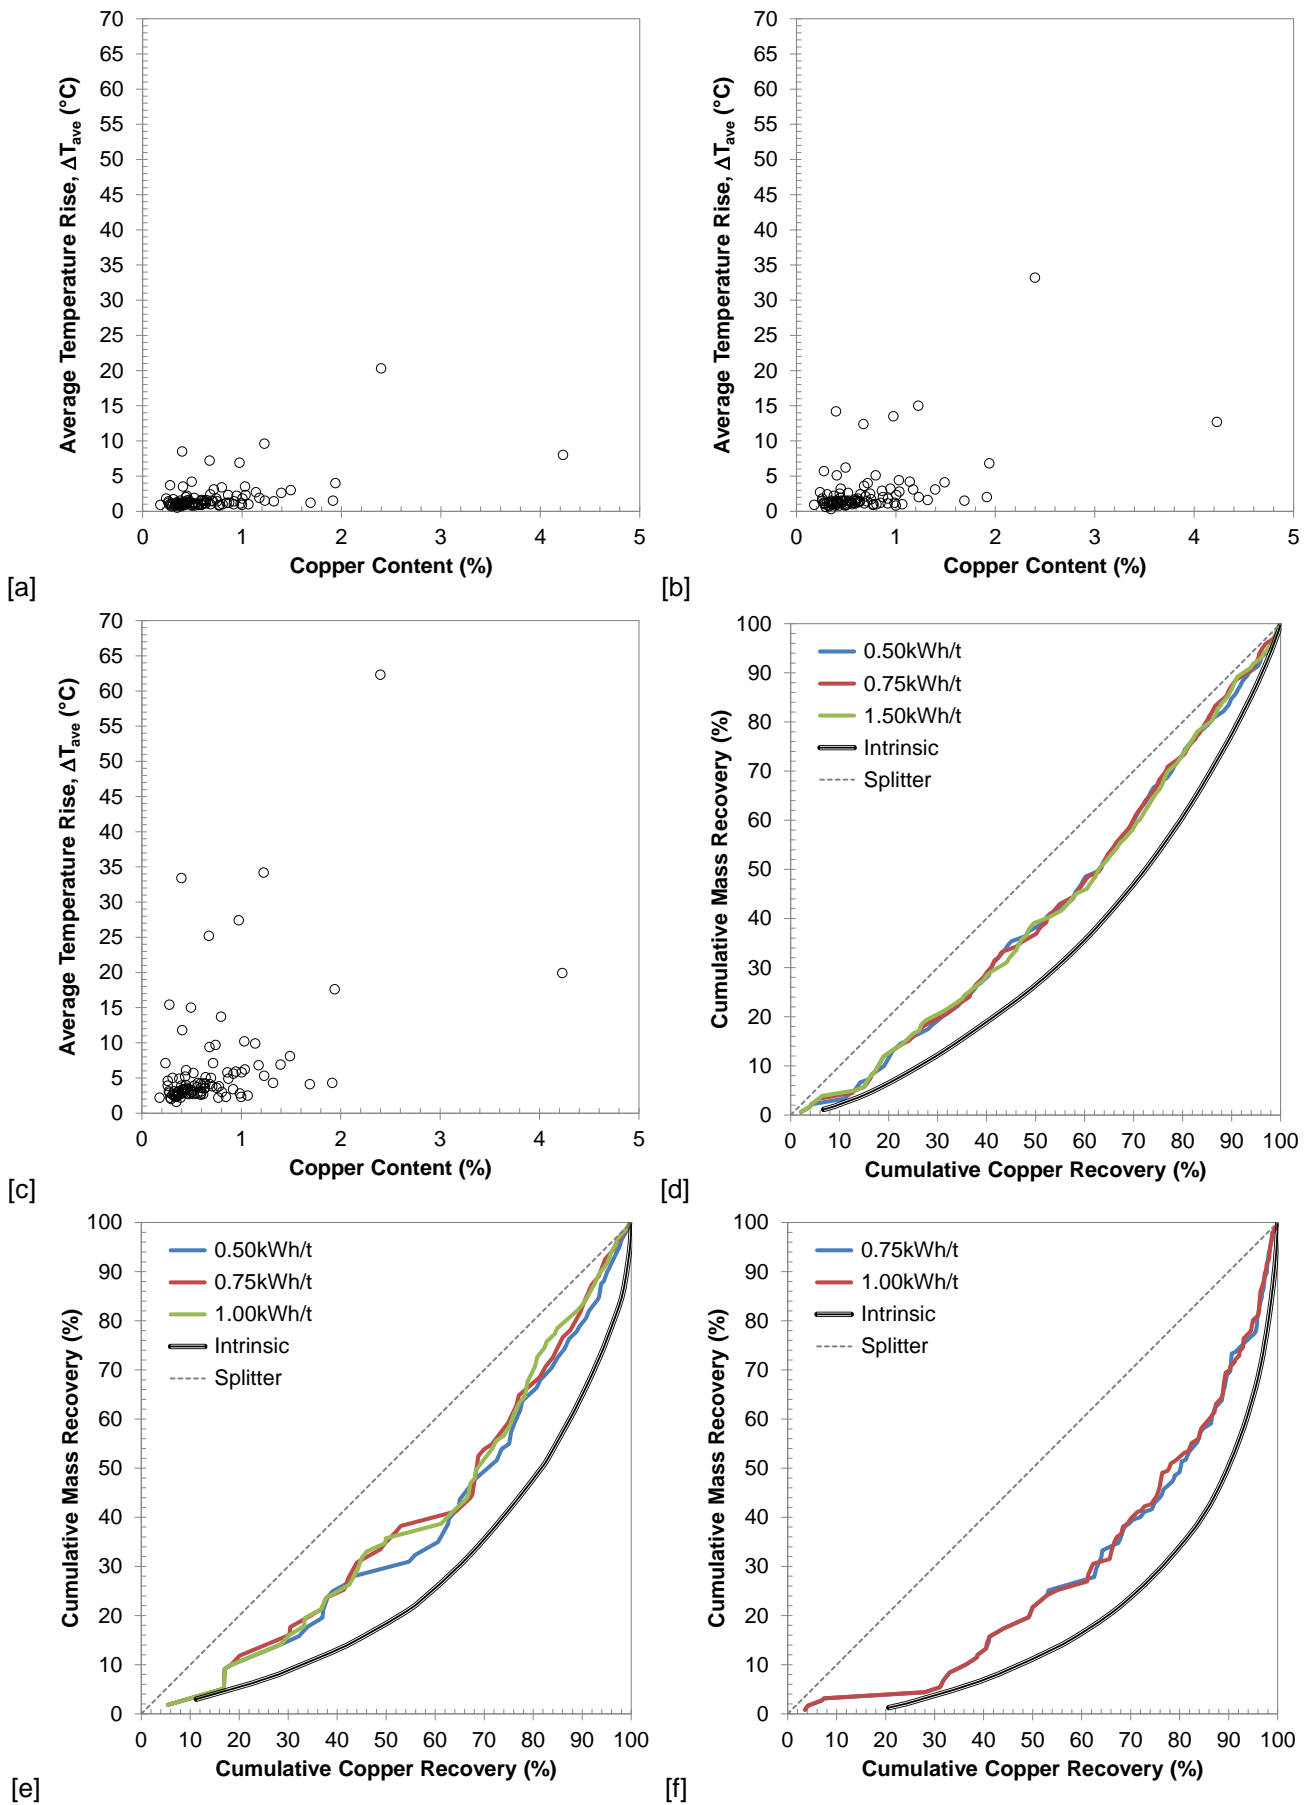 70
65
60
55
50
45
40
35
30
25
20
15
10
5
0
Average Temperature Rise, ΔTave (°C)
0 1 2 3 4 5
Copper Content (%)
[a]
70
65
60
55
50
45
40
35
30
25
20
15
10
5
0
Average Temperature Rise, ΔTave (°C)
0 1 2 3 4 5
Copper Content (%)
[b]
70
65
60
55
50
45
40
35
30
25
20
15
10
5
0
Average Temperature Rise, ΔTave (°C)
0 1 2 3 4 5
Copper Content (%)
[c]
100
90
80
70
60
50
40
30
20
10
0
Cumulative Mass Recovery (%)
0.50kWh/t
0.75kWh/t
1.50kWh/t
Intrinsic
Splitter
0 10 20 30 40 50 60 70 80 90 100
Cumulative Copper Recovery (%)
[d]
100
90
80
70
60
50
40
30
20
10
0
Cumulative Mass Recovery (%)
0.50kWh/t
0.75kWh/t
1.00kWh/t
Intrinsic
Splitter
0 10 20 30 40 50 60 70 80 90 100
Cumulative Copper Recovery (%)
[e]
100
90
80
70
60
50
40
30
20
10
0
Cumulative Mass Recovery (%)
0.75kWh/t
1.00kWh/t
Intrinsic
Splitter
0 10 20 30 40 50 60 70 80 90 100
Cumulative Copper Recovery (%)
[f]